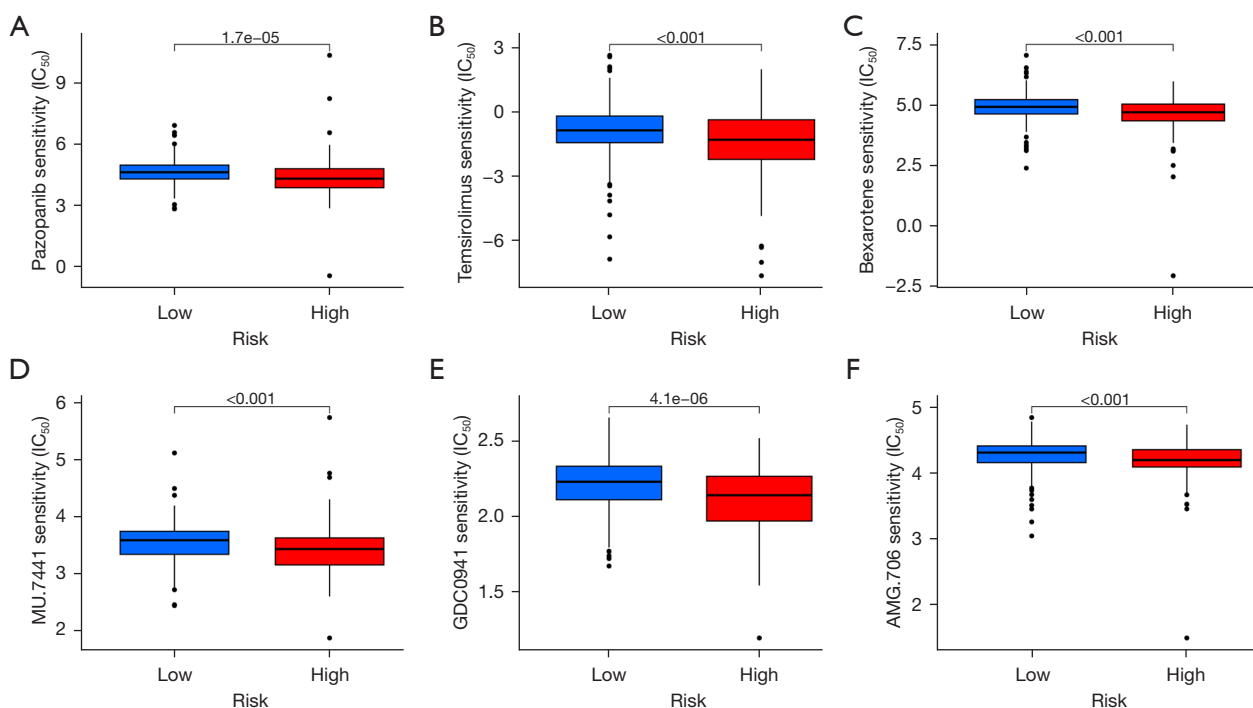 A
1.7e−05
Pazopanib sensitivity (IC50)
9
6
3
0
Low High
Risk
B
<0.001
Temsirolimus sensitivity (IC50)
3
0
−3
−6
Low High
Risk
C
<0.001
Bexarotene sensitivity (IC50)
7.5
5.0
2.5
0.0
−2.5
Low High
Risk
D
<0.001
MU.7441 sensitivity (IC50)
6
5
4
3
2
Low High
Risk
E
4.1e−06
GDC0941 sensitivity (IC50)
2.5
2.0
1.5
Low High
Risk
F
<0.001
AMG.706 sensitivity (IC50)
5
4
3
2
Low High
Risk